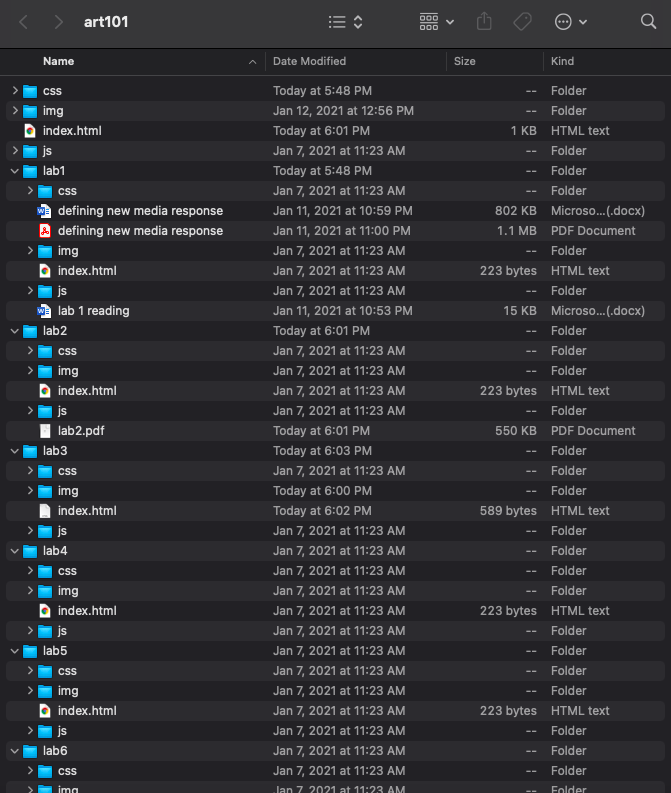 art101
Name Date Modified Size Kind
css Today at 5:48 PM -- Folder
img Jan 12, 2021 at 12:56 PM -- Folder
index.html Today at 6:01 PM 1 KB HTML text
js Jan 7, 2021 at 11:23 AM -- Folder
lab1 Today at 5:48 PM -- Folder
css Jan 7, 2021 at 11:23 AM -- Folder
defining new media response Jan 11, 2021 at 10:59 PM 802 KB Microso...(.docx)
defining new media response Jan 11, 2021 at 11:00 PM 1.1 MB PDF Document
img Jan 7, 2021 at 11:23 AM -- Folder
index.html Jan 7, 2021 at 11:23 AM 223 bytes HTML text
js Jan 7, 2021 at 11:23 AM -- Folder
lab 1 reading Jan 11, 2021 at 10:53 PM 15 KB Microso...(.docx)
lab2 Today at 6:01 PM -- Folder
css Jan 7, 2021 at 11:23 AM -- Folder
img Jan 7, 2021 at 11:23 AM -- Folder
index.html Jan 7, 2021 at 11:23 AM 223 bytes HTML text
js Jan 7, 2021 at 11:23 AM -- Folder
lab2.pdf Today at 6:01 PM 550 KB PDF Document
lab3 Today at 6:03 PM -- Folder
css Jan 7, 2021 at 11:23 AM -- Folder
img Today at 6:00 PM -- Folder
index.html Today at 6:02 PM 589 bytes HTML text
js Jan 7, 2021 at 11:23 AM -- Folder
lab4 Jan 7, 2021 at 11:23 AM -- Folder
css Jan 7, 2021 at 11:23 AM -- Folder
img Jan 7, 2021 at 11:23 AM -- Folder
index.html Jan 7, 2021 at 11:23 AM 223 bytes HTML text
js Jan 7, 2021 at 11:23 AM -- Folder
lab5 Jan 7, 2021 at 11:23 AM -- Folder
css Jan 7, 2021 at 11:23 AM -- Folder
img Jan 7, 2021 at 11:23 AM -- Folder
index.html Jan 7, 2021 at 11:23 AM 223 bytes HTML text
js Jan 7, 2021 at 11:23 AM -- Folder
lab6 Jan 7, 2021 at 11:23 AM -- Folder
css Jan 7, 2021 at 11:23 AM -- Folder
img Jan 7, 2021 at 11:23 AM -- Folder